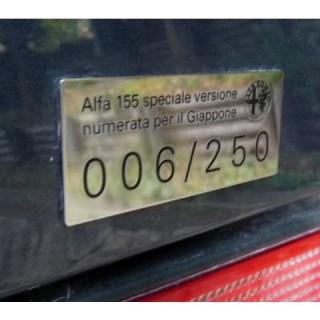 Alfa 155 speciale versione
numerata per il Giappone
006/250